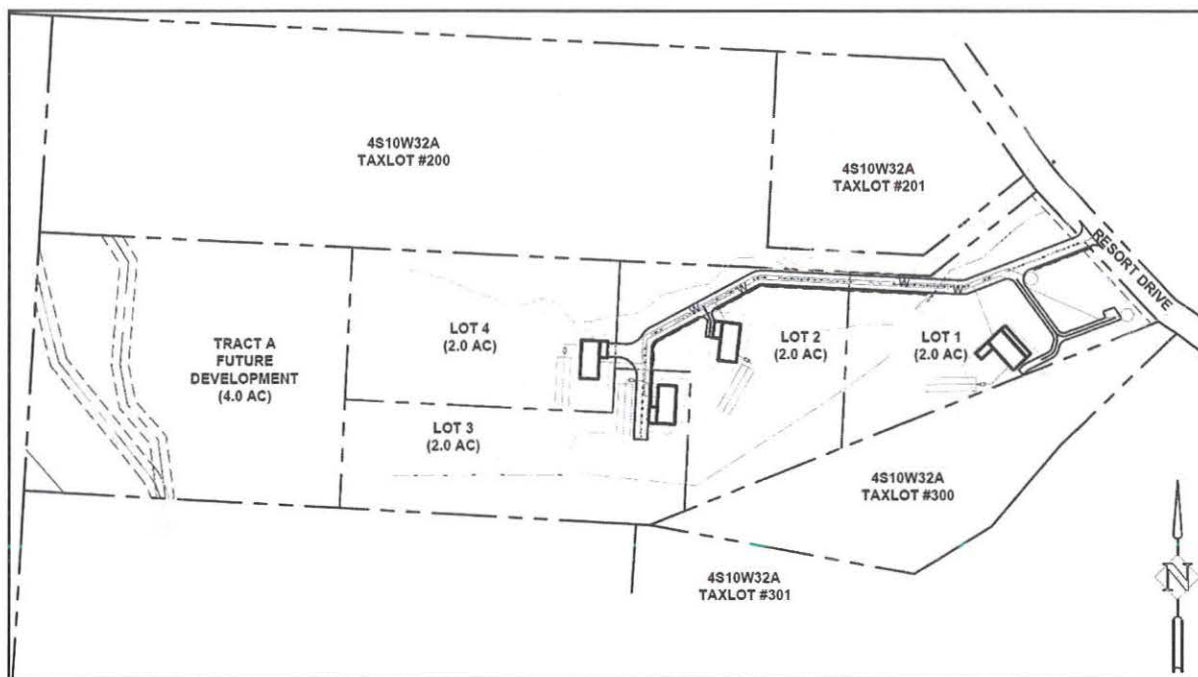 4S10W32A
TAXLOT #200
4S10W32A
TAXLOT #201
RESORT DRIVE
W
W
W
W
LOT 4
(2.0 AC)
LOT 2
(2.0 AC)
LOT 1
(2.0 AC)
TRACT A
FUTURE
DEVELOPMENT
(4.0 AC)
LOT 3
(2.0 AC)
4S10W32A
TAXLOT #300
4S10W32A
TAXLOT #301
N